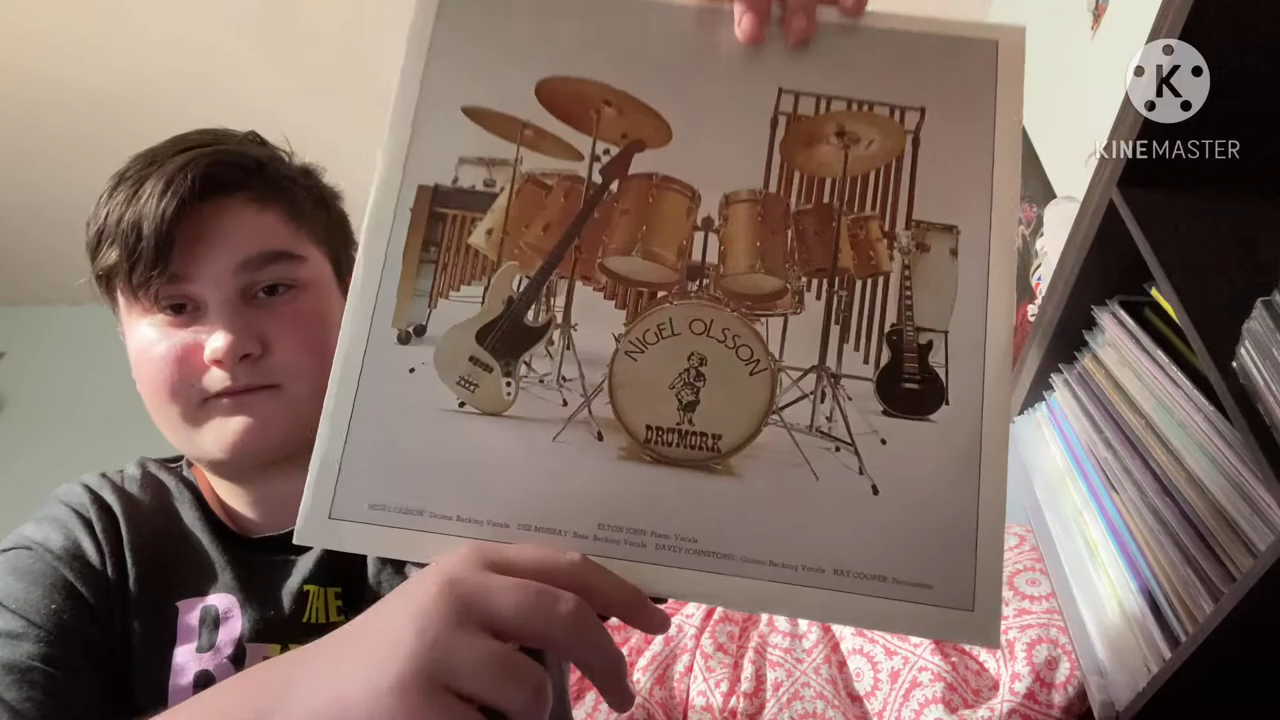 K
KINEMASTER
NIGEL OLSSON
DRUMORK
ELTON JOHN: Piano, Vocals
NIGEL OLSSON: Drums, Backing Vocals DEE MURRAY: Bass, Backing Vocals DAVEY JOHNSTONE: Guitars, Backing Vocals RAY COOPER: Percussion
THE